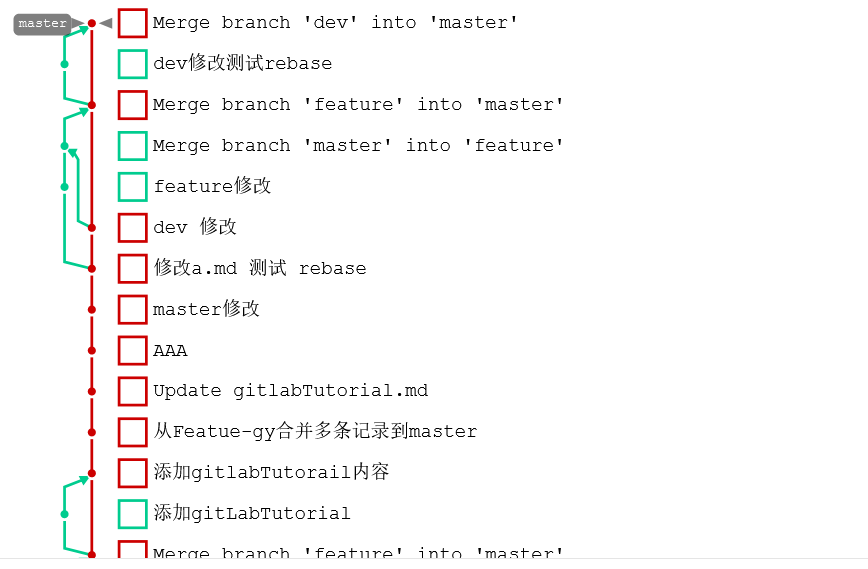 master
Merge branch 'dev' into 'master'
dev修改测试rebase
Merge branch 'feature' into 'master'
Merge branch 'master' into 'feature'
feature修改
dev 修改
修改a.md 测试 rebase
master修改
AAA
Update gitlabTutorial.md
从Featue-gy合并多条记录到master
添加gitlabTutorail内容
添加gitLabTutorial
Merge branch 'feature' into 'master'